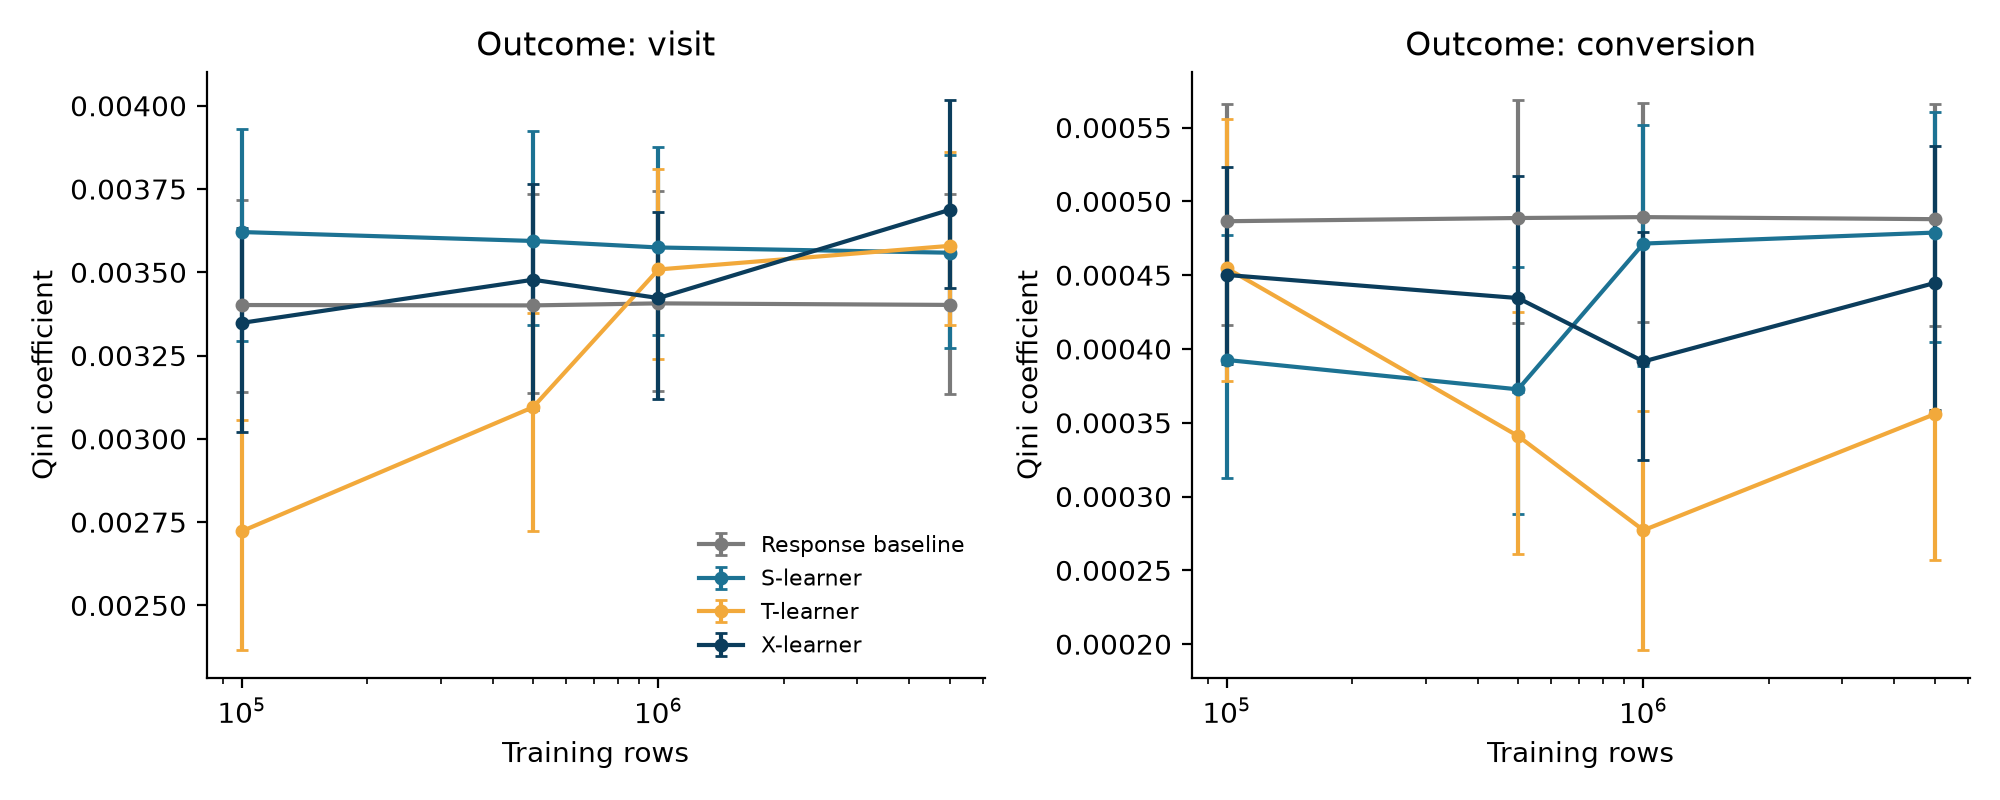 Outcome: visit
Outcome: conversion
Qini coefficient
0.00400
0.00375
0.00350
0.00325
0.00300
0.00275
0.00250
Response baseline
S-learner
T-learner
X-learner
10⁵
10⁶
Training rows
Qini coefficient
0.00055
0.00050
0.00045
0.00040
0.00035
0.00030
0.00025
0.00020
10⁵
10⁶
Training rows